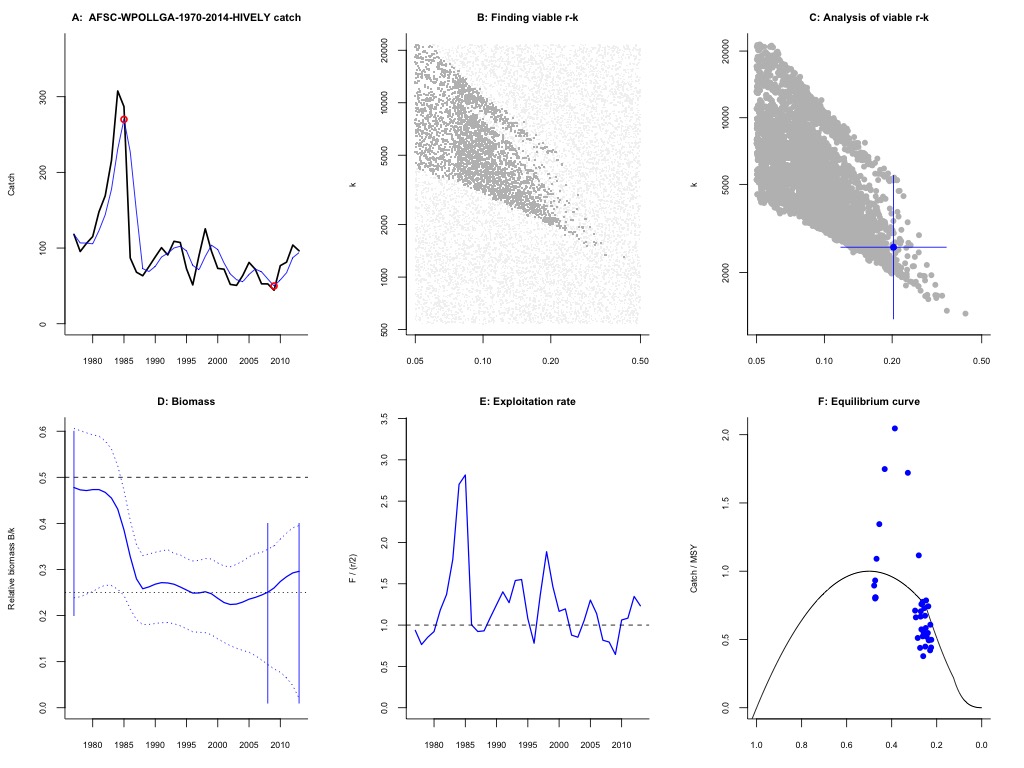 A:  AFSC-WPOLLGA-1970-2014-HIVELY catch
Catch
0
100
200
300
1980 1985 1990 1995 2000 2005 2010
B: Finding viable r-k
k
500
1000
2000
5000
10000
20000
0.05 0.10 0.20 0.50
C: Analysis of viable r-k
k
2000
5000
10000
20000
0.05 0.10 0.20 0.50
D: Biomass
Relative biomass B/k
0.0
0.1
0.2
0.3
0.4
0.5
0.6
1980 1985 1990 1995 2000 2005 2010
E: Exploitation rate
F / (r/2)
0.0
0.5
1.0
1.5
2.0
2.5
3.0
3.5
1980 1985 1990 1995 2000 2005 2010
F: Equilibrium curve
Catch / MSY
0.0
0.5
1.0
1.5
2.0
1.0 0.8 0.6 0.4 0.2 0.0